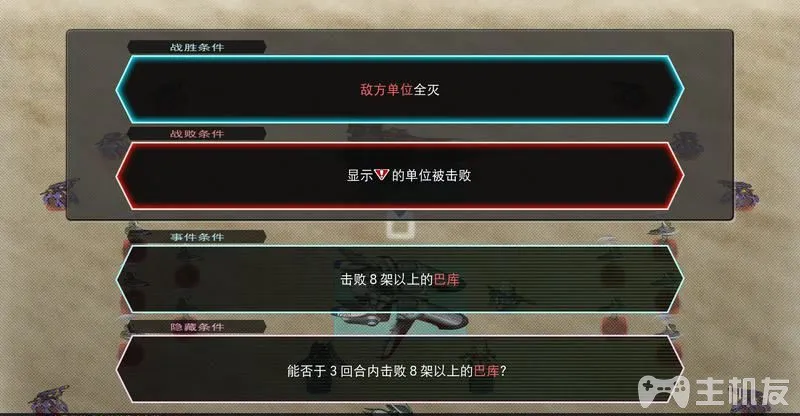 战胜条件
敌方单位全灭
战败条件
显示!的单位被击败
事件条件
击败8架以上的巴库
隐藏条件
能否于3回合内击败8架以上的巴库?
主机友